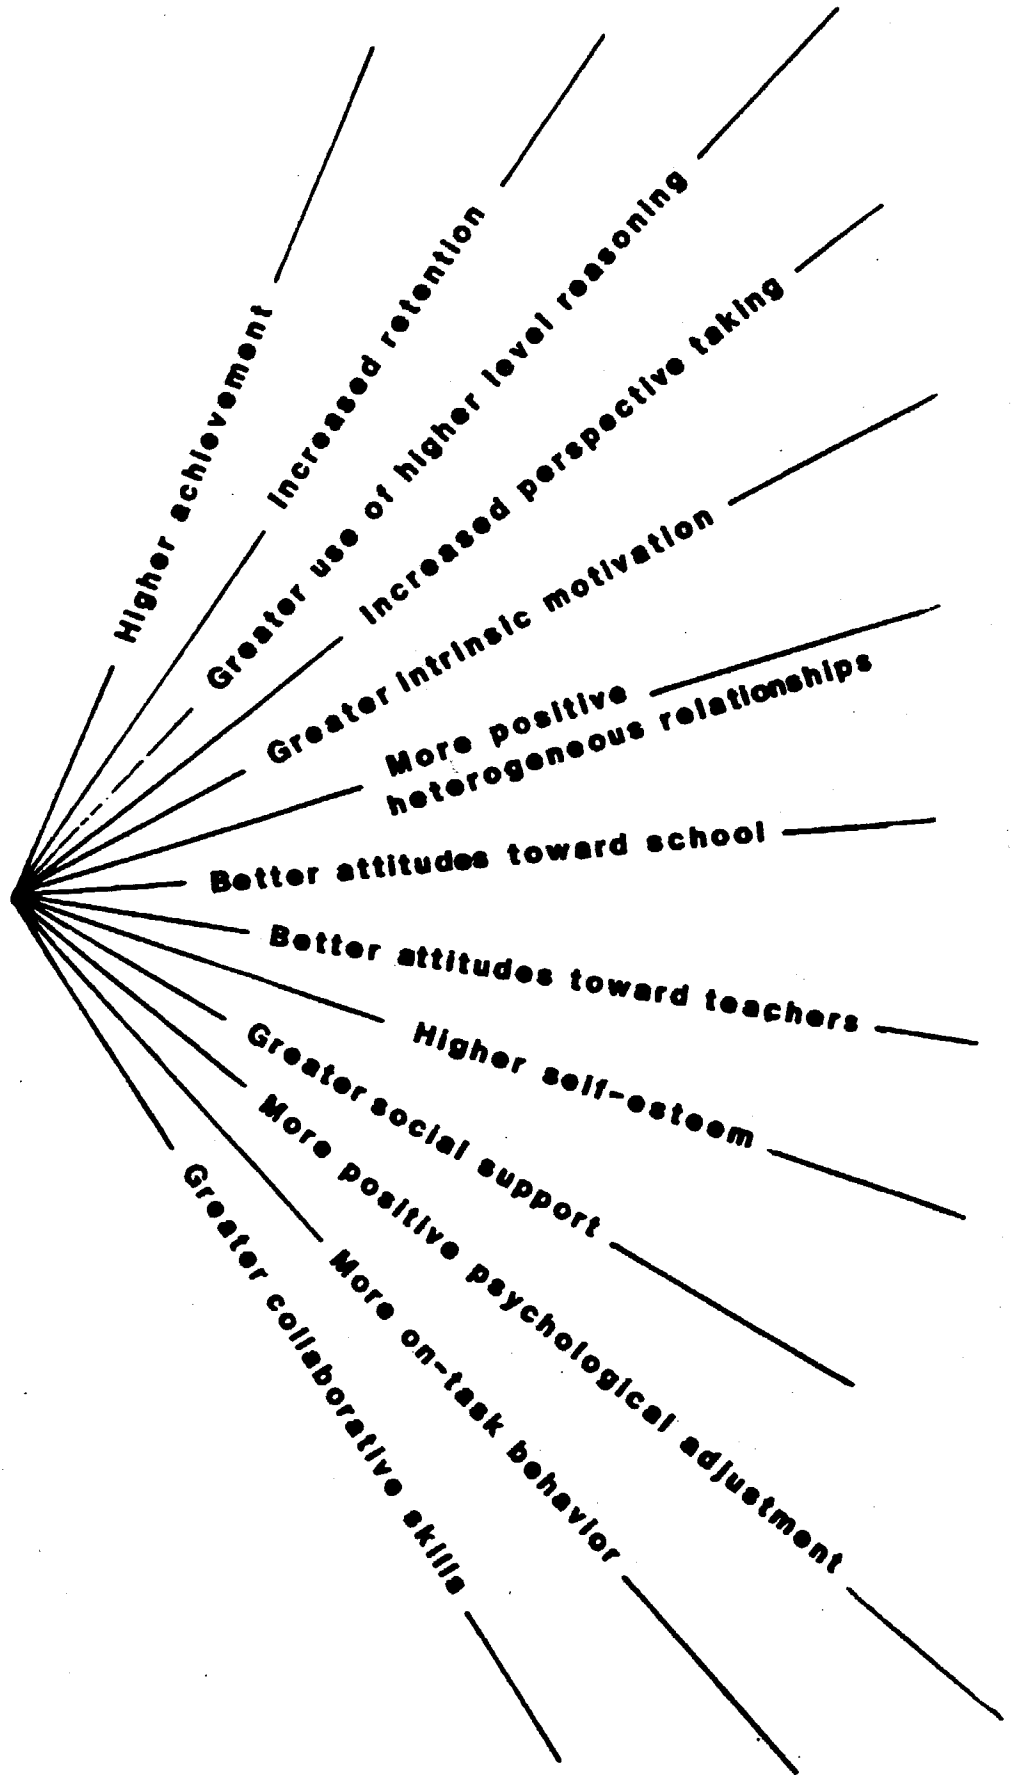 Higher achievement
Increased retention
Greater use of higher level reasoning
Increased perspective taking
Greater intrinsic motivation
More positive
heterogeneous relationships
Better attitudes toward school
Better attitudes toward teachers
Higher self-esteem
Greater social support
More positive psychological adjustment
More on-task behavior
Greater collaborative skills